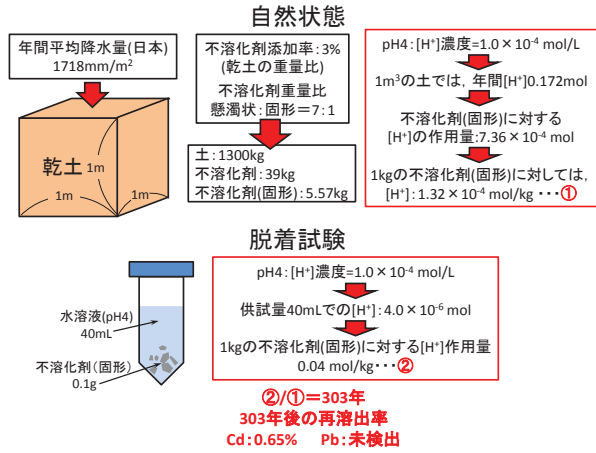 自然状態
年間平均降水量(日本)
1718mm/m²
乾土
1m
1m
1m
不溶化剤添加率:3%
(乾土の重量比)
不溶化剤重量比
懸濁状:固形=7:1
土:1300kg
不溶化剤:39kg
不溶化剤(固形):5.57kg
pH4:[H⁺]濃度=1.0×10⁻⁴ mol/L
1m³の土では,年間[H⁺]0.172mol
不溶化剤(固形)に対する
[H⁺]の作用量:7.36×10⁻⁴ mol
1kgの不溶化剤(固形)に対しては,
[H⁺]:1.32×10⁻⁴ mol/kg ・・・①
脱着試験
水溶液(pH4)
40mL
不溶化剤(固形)
0.1g
pH4:[H⁺]濃度=1.0×10⁻⁴ mol/L
供試量40mLでの[H⁺]:4.0×10⁻⁶ mol
1kgの不溶化剤(固形)に対する[H⁺]作用量
0.04 mol/kg・・・②
②/①=303年
303年後の再溶出率
Cd:0.65% Pb:未検出